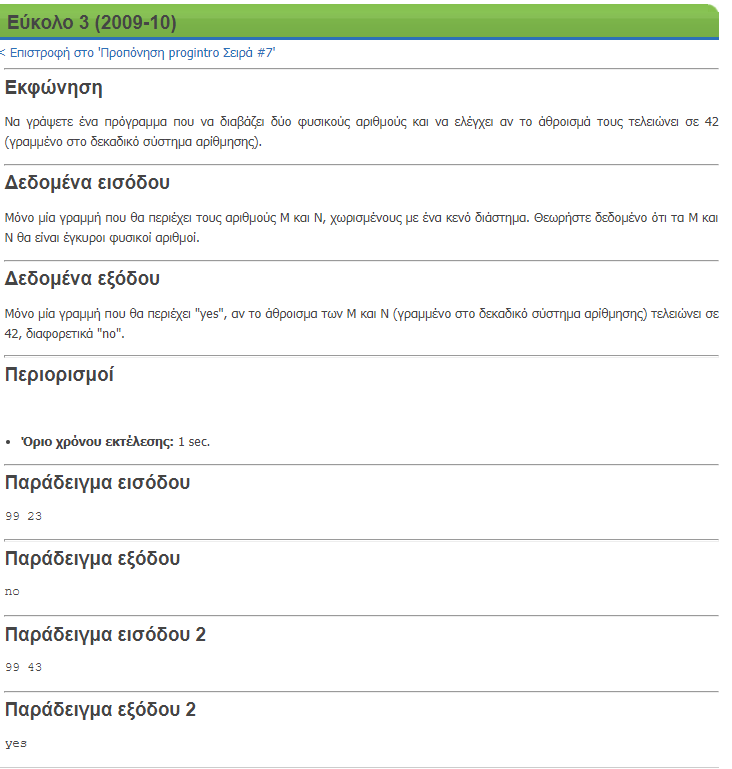 Εύκολο 3 (2009-10)
< Επιστροφή στο 'Προπόνηση progintro Σειρά #7'
Εκφώνηση
Να γράψετε ένα πρόγραμμα που να διαβάζει δύο φυσικούς αριθμούς και να ελέγχει αν το άθροισμά τους τελειώνει σε 42
(γραμμένο στο δεκαδικό σύστημα αρίθμησης).
Δεδομένα εισόδου
Μόνο μία γραμμή που θα περιέχει τους αριθμούς Μ και Ν, χωρισμένους με ένα κενό διάστημα. Θεωρήστε δεδομένο ότι τα Μ και
Ν θα είναι έγκυροι φυσικοί αριθμοί.
Δεδομένα εξόδου
Μόνο μία γραμμή που θα περιέχει "yes", αν το άθροισμα των Μ και Ν (γραμμένο στο δεκαδικό σύστημα αρίθμησης) τελειώνει σε
42, διαφορετικά "no".
Περιορισμοί
• Όριο χρόνου εκτέλεσης: 1 sec.
Παράδειγμα εισόδου
99 23
Παράδειγμα εξόδου
no
Παράδειγμα εισόδου 2
99 43
Παράδειγμα εξόδου 2
yes